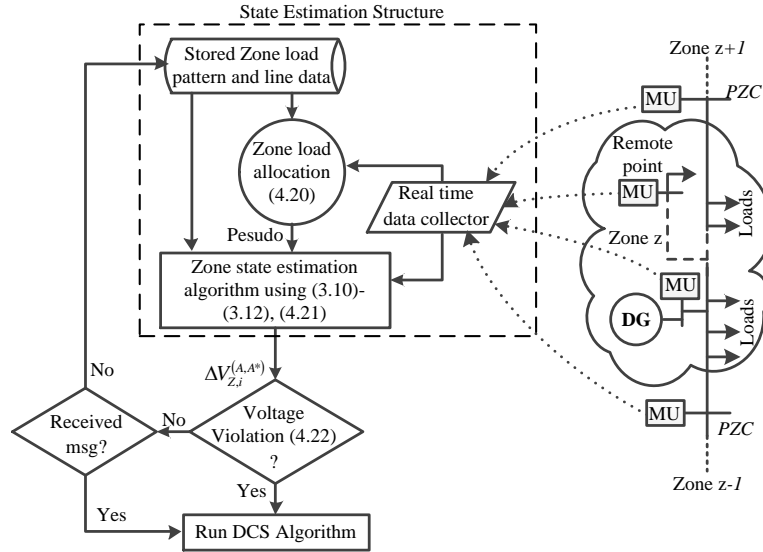 State Estimation Structure
Stored Zone load
pattern and line data
Zone load
allocation
(4.20)
Real time
data collector
Pesudo
Zone state estimation
algorithm using (3.10)-
(3.12), (4.21)
ΔV_{Z,i}^{(A,A*)}
No
Received
msg?
No
Voltage
Violation (4.22)
?
Yes
Yes
Run DCS Algorithm
Zone z+1
PZC
MU
Remote
point
MU
Loads
Zone z
MU
DG
Loads
MU
PZC
Zone z-1